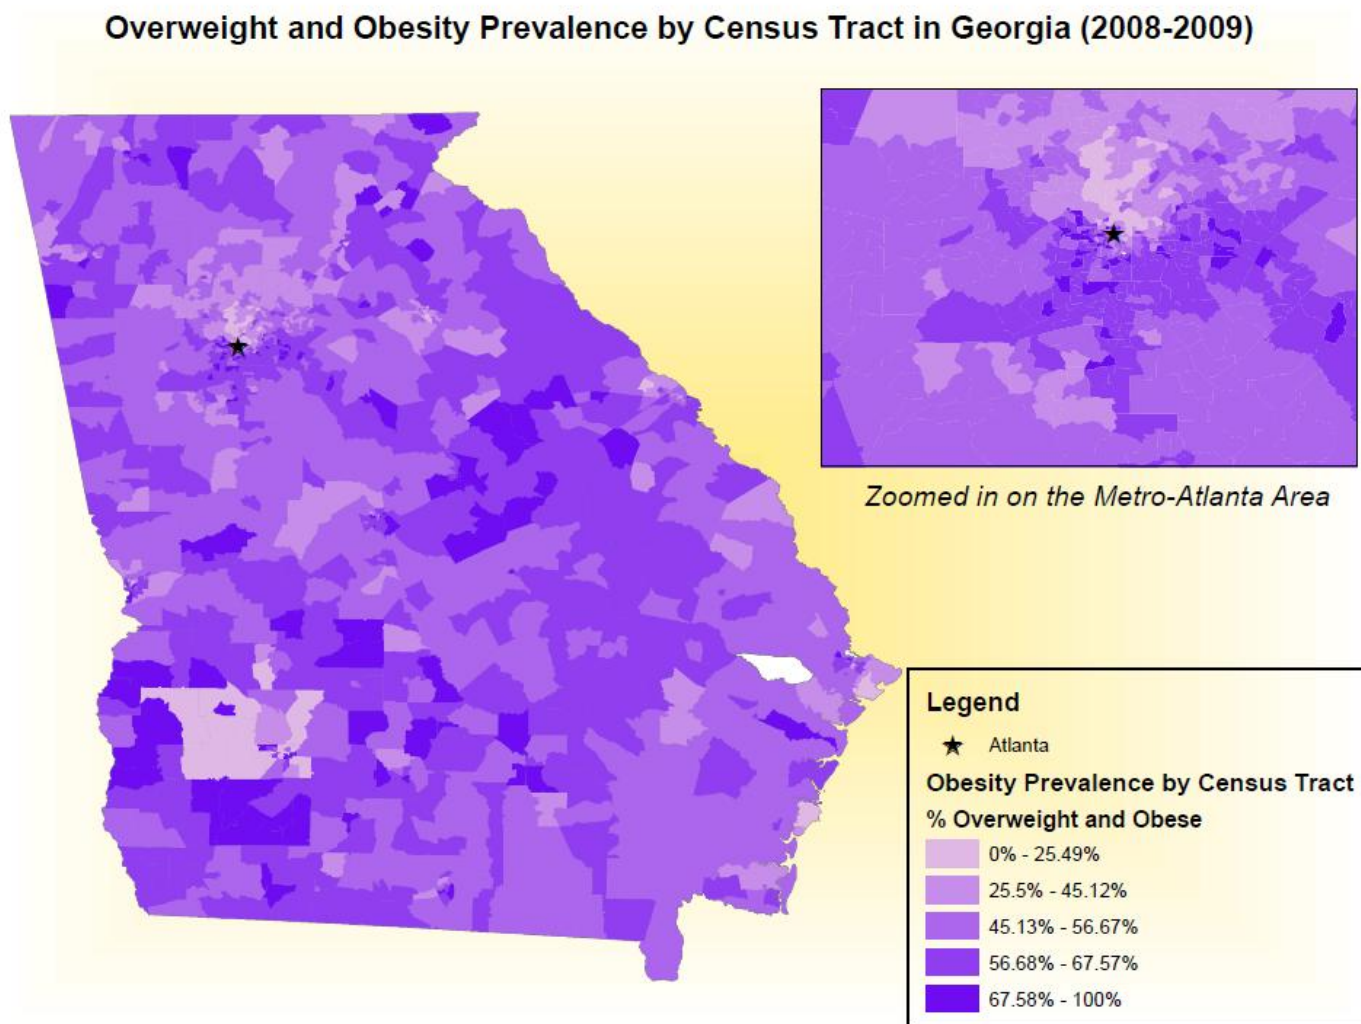 Overweight and Obesity Prevalence by Census Tract in Georgia (2008-2009)
Zoomed in on the Metro-Atlanta Area
Legend
Atlanta
Obesity Prevalence by Census Tract
% Overweight and Obese
0% - 25.49%
25.5% - 45.12%
45.13% - 56.67%
56.68% - 67.57%
67.58% - 100%